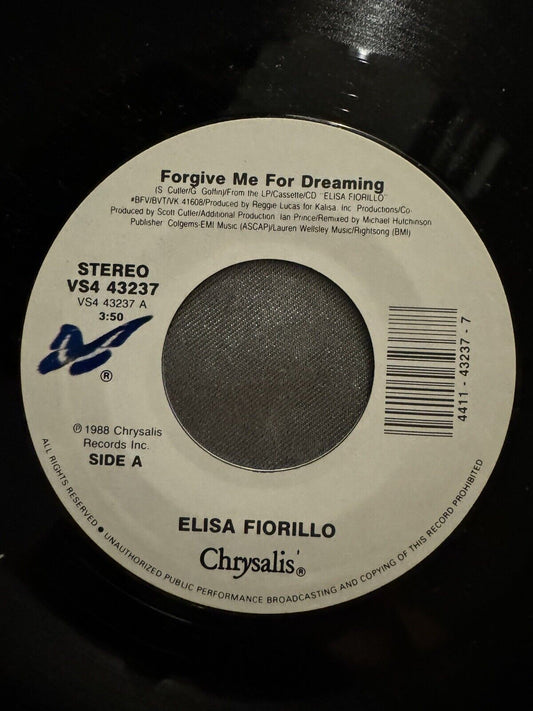 Forgive Me For Dreaming
(S Cutler/G Goffin)/From the LP/Cassette/CD "ELISA FIORILLO"
#BFV/BVT/VK 41608/Produced by Reggie Lucas for Kalisa, Inc Productions/Co-
Produced by Scott Cutler/Additional Production Ian Prince/Remixed by Michael Hutchinson
Publisher Colgems-EMI Music (ASCAP)/Lauren Wellsley Music/Rightsong (BMI)
STEREO
VS4 43237
VS4 43237 A
3:50
®
℗ 1988 Chrysalis
Records Inc.
SIDE A
4411 - 43237 - 7
ELISA FIORILLO
Chrysalis®
ALL RIGHTS RESERVED • UNAUTHORIZED PUBLIC PERFORMANCE BROADCASTING AND COPYING OF THIS RECORD PROHIBITED